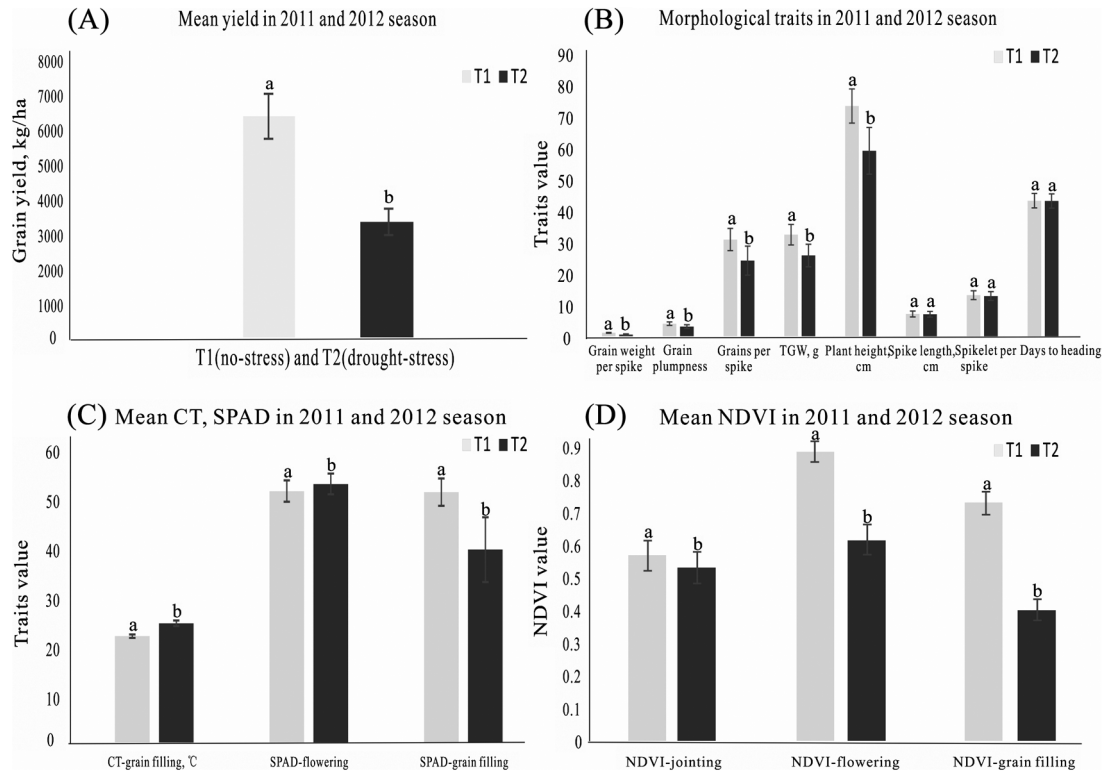 (A) Mean yield in 2011 and 2012 season
T1 T2
Grain yield, kg/ha
8000
7000
6000
5000
4000
3000
2000
1000
0
a
b
T1(no-stress) and T2(drought-stress)
(B) Morphological traits in 2011 and 2012 season
T1 T2
Traits value
90
80
70
60
50
40
30
20
10
0
a b
a b
a b
a b
a b
a a
a a
a a
Grain weight per spike
Grain plumpness
Grains per spike
TGW, g
Plant height, cm
Spike length, cm
Spikelet per spike
Days to heading
(C) Mean CT, SPAD in 2011 and 2012 season
T1 T2
Traits value
60
50
40
30
20
10
0
a b
a b
a b
CT-grain filling, ℃
SPAD-flowering
SPAD-grain filling
(D) Mean NDVI in 2011 and 2012 season
T1 T2
NDVI value
0.9
0.8
0.7
0.6
0.5
0.4
0.3
0.2
0.1
0
a b
a b
a b
NDVI-jointing
NDVI-flowering
NDVI-grain filling